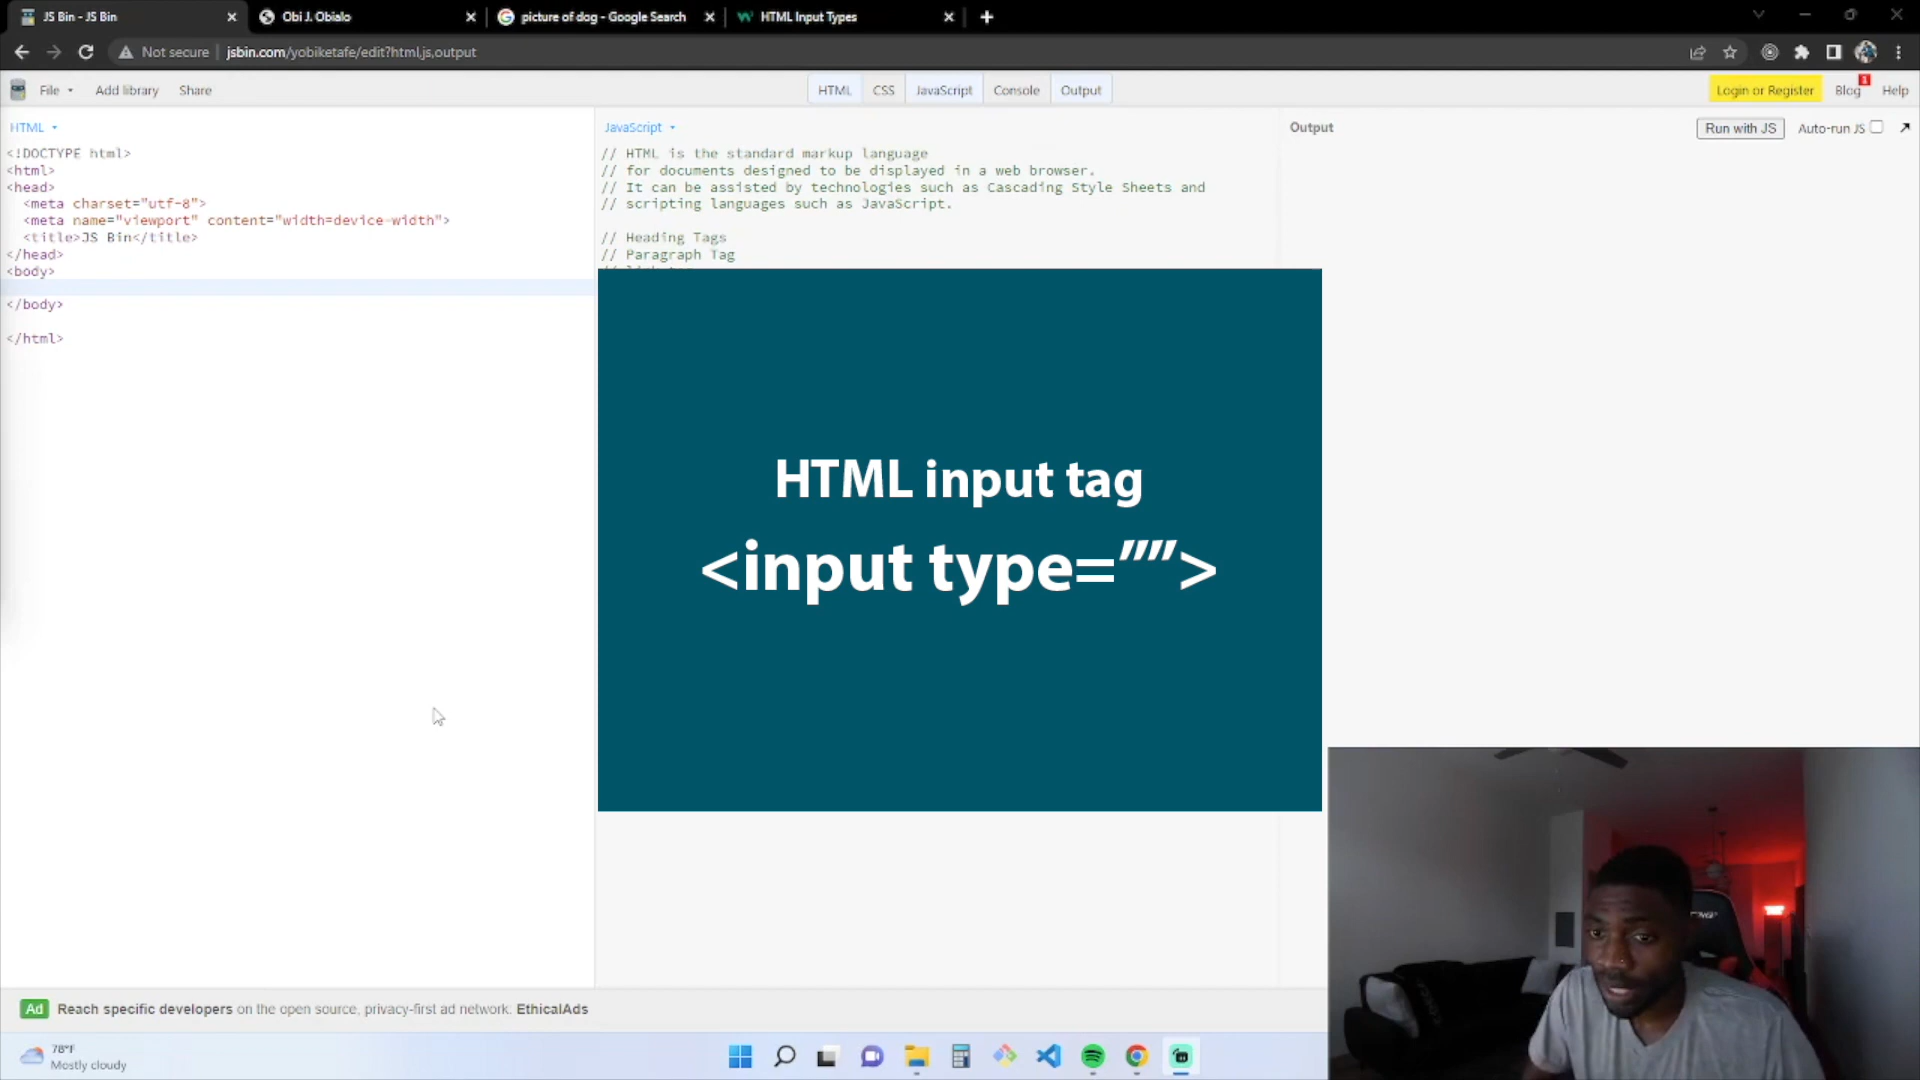 JS Bin - JS Bin
Obi J. Obialo
picture of dog - Google Search
HTML Input Types
Not secure
jsbin.com/yobiketafe/edit?html,js,output
File
Add library
Share
HTML
CSS
JavaScript
Console
Output
Login or Register
Blog
1
Help
HTML
<!DOCTYPE html>
<html>
<head>
<meta charset="utf-8">
<meta name="viewport" content="width=device-width">
<title>JS Bin</title>
</head>
<body>
</body>
</html>
JavaScript
// HTML is the standard markup language
// for documents designed to be displayed in a web browser.
// It can be assisted by technologies such as Cascading Style Sheets and
// scripting languages such as JavaScript.
// Heading Tags
// Paragraph Tag
Output
Run with JS
Auto-run JS
HTML input tag
<input type="">
Ad
Reach specific developers on the open source, privacy-first ad network: EthicalAds
78°F
Mostly cloudy